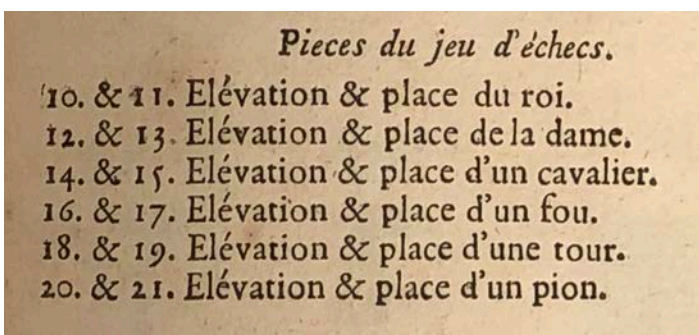 Pieces du jeu d'échecs.
10. & 11. Elévation & place du roi.
12. & 13. Elévation & place de la dame.
14. & 15. Elévation & place d'un cavalier.
16. & 17. Elévation & place d'un fou.
18. & 19. Elévation & place d'une tour.
20. & 21. Elévation & place d'un pion.